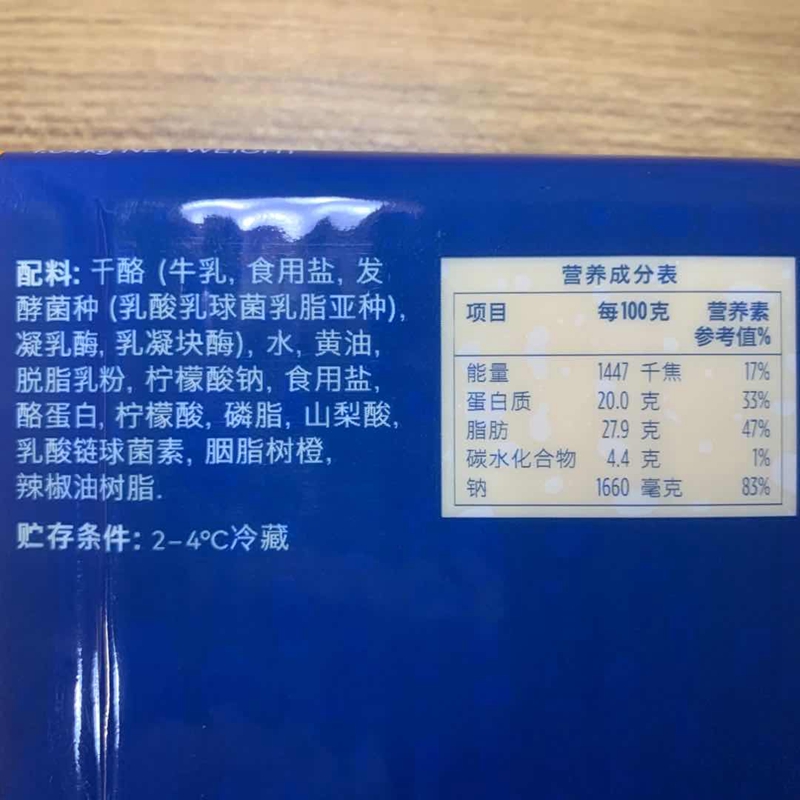 NET WEIGHT
配料: 干酪 (牛乳, 食用盐, 发
酵菌种 (乳酸乳球菌乳脂亚种),
凝乳酶, 乳凝块酶), 水, 黄油,
脱脂乳粉, 柠檬酸钠, 食用盐,
酪蛋白, 柠檬酸, 磷脂, 山梨酸,
乳酸链球菌素, 胭脂树橙,
辣椒油树脂.
贮存条件: 2–4°C冷藏
营养成分表
项目 每100克 营养素
参考值%
能量 1447 千焦 17%
蛋白质 20.0 克 33%
脂肪 27.9 克 47%
碳水化合物 4.4 克 1%
钠 1660 毫克 83%